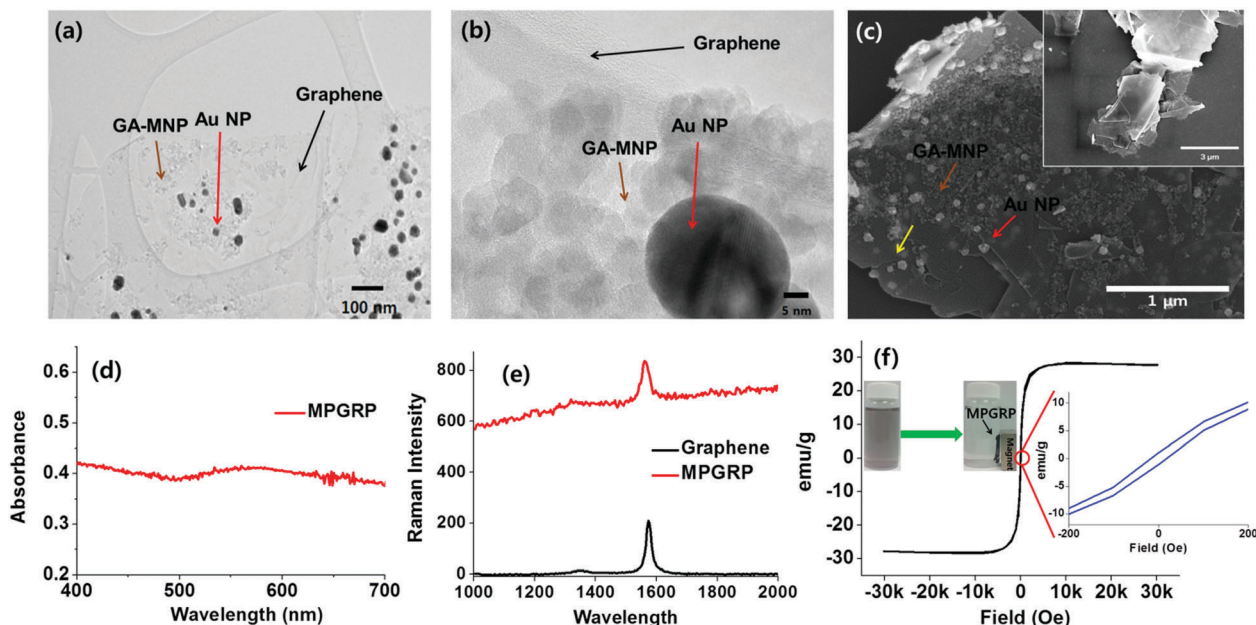 (a)
Graphene
GA-MNP
Au NP
100 nm
(b)
Graphene
Au NP
GA-MNP
5 nm
(c)
3 µm
GA-MNP
Au NP
1 µm
(d)
0.6
0.5
0.4
0.3
0.2
400
500
600
700
MPGRP
Absorbance
Wavelength (nm)
(e)
800
600
400
200
0
1000
1200
1400
1600
1800
2000
Graphene
MPGRP
Raman Intensity
Wavelength
(f)
30
20
10
0
-10
-20
-30
-30k
-20k
-10k
0
10k
20k
30k
emu/g
Field (Oe)
MPGRP
Magnet
10
5
0
-5
-10
-200
0
200
emu/g
Field (Oe)